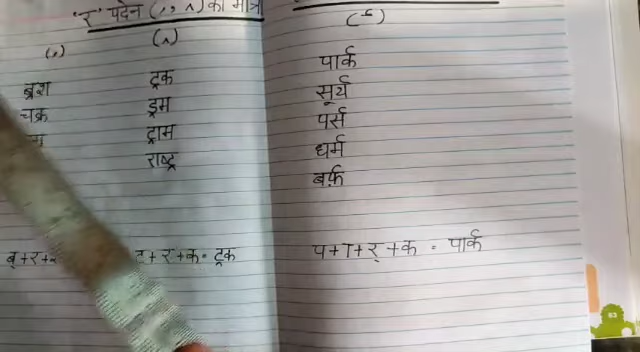 'र' पदेन (्र, ^) की मात्रा
(्र)
(^)
ब्रश
ट्रक
चक्र
ड्रम
ट्राम
राष्ट्र
+र+क = ट्रक
(र्)
पार्क
सूर्य
पर्स
धर्म
बर्फ़
प+ा+र्+क = पार्क